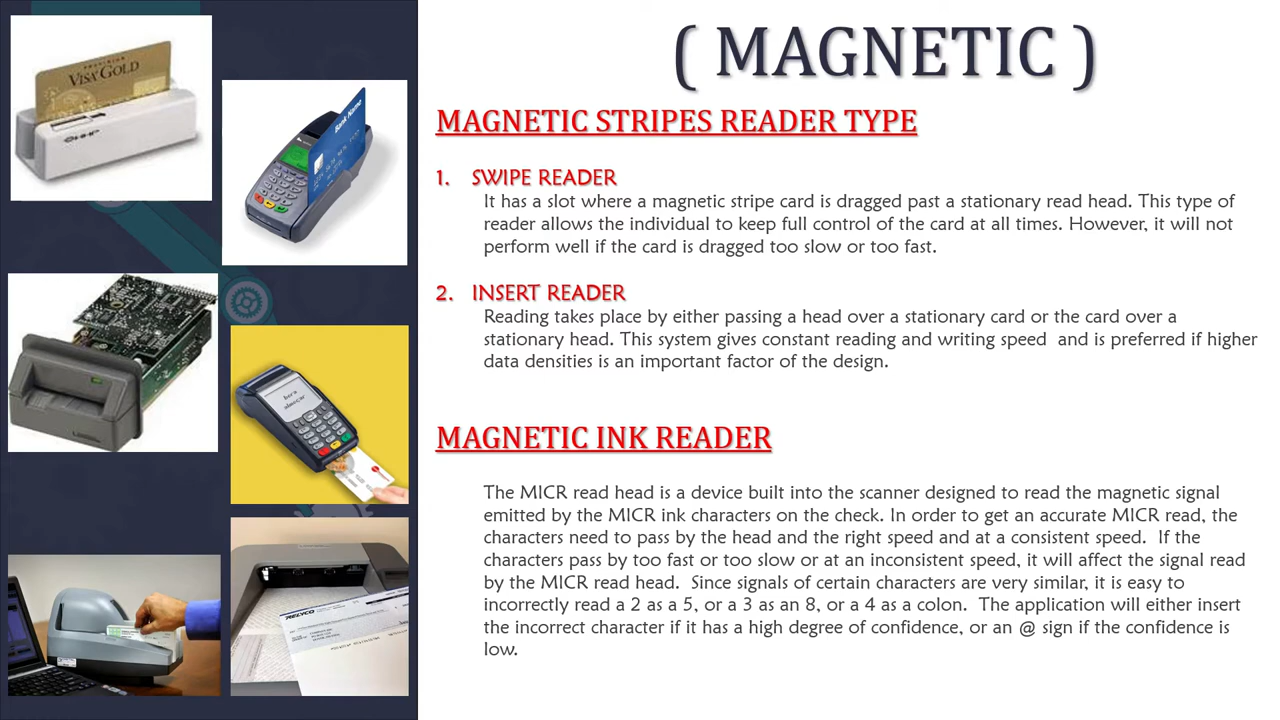 ( MAGNETIC )
MAGNETIC STRIPES READER TYPE
1. SWIPE READER
It has a slot where a magnetic stripe card is dragged past a stationary read head. This type of
reader allows the individual to keep full control of the card at all times. However, it will not
perform well if the card is dragged too slow or too fast.
2. INSERT READER
Reading takes place by either passing a head over a stationary card or the card over a
stationary head. This system gives constant reading and writing speed and is preferred if higher
data densities is an important factor of the design.
MAGNETIC INK READER
The MICR read head is a device built into the scanner designed to read the magnetic signal
emitted by the MICR ink characters on the check. In order to get an accurate MICR read, the
characters need to pass by the head and the right speed and at a consistent speed. If the
characters pass by too fast or too slow or at an inconsistent speed, it will affect the signal read
by the MICR read head. Since signals of certain characters are very similar, it is easy to
incorrectly read a 2 as a 5, or a 3 as an 8, or a 4 as a colon. The application will either insert
the incorrect character if it has a high degree of confidence, or an @ sign if the confidence is
low.
VISA GOLD
Bank Name
RELYCO